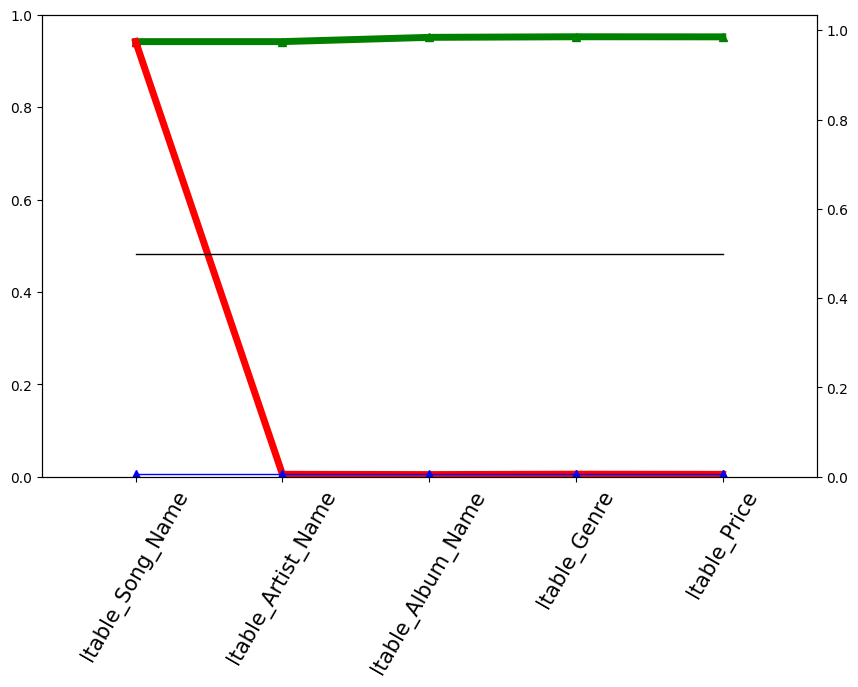 1.0
0.8
0.6
0.4
0.2
0.0
1.0
0.8
0.6
0.4
0.2
0.0
ltable_Song_Name
ltable_Artist_Name
ltable_Album_Name
ltable_Genre
ltable_Price